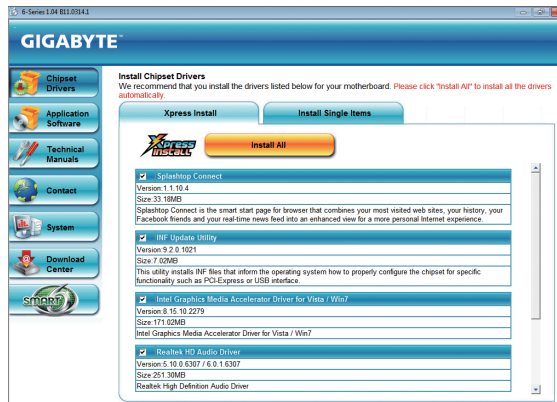 6-Series 1.04 B11.0314.1
GIGABYTE™
Chipset
Drivers
Application
Software
Technical
Manuals
Contact
System
Download
Center
SMART
Install Chipset Drivers
We recommend that you install the drivers listed below for your motherboard. Please click "Install All" to install all the drivers
automatically.
Xpress Install
Install Single Items
Xpress
Install
Install All
Splashtop Connect
Version:1.1.10.4
Size:33.18MB
Splashtop Connect is the smart start page for browser that combines your most visited web sites, your history, your
Facebook friends and your real-time news feed into an enhanced view for a more personal Internet experience.
INF Update Utility
Version:9.2.0.1021
Size:7.02MB
This utility installs INF files that inform the operating system how to properly configure the chipset for specific
functionality such as PCI-Express or USB interface.
Intel Graphics Media Accelerator Driver for Vista / Win7
Version:8.15.10.2279
Size:171.02MB
Intel Graphics Media Accelerator Driver for Vista / Win7
Realtek HD Audio Driver
Version:5.10.0.6307 / 6.0.1.6307
Size:251.30MB
Realtek High Definition Audio Driver